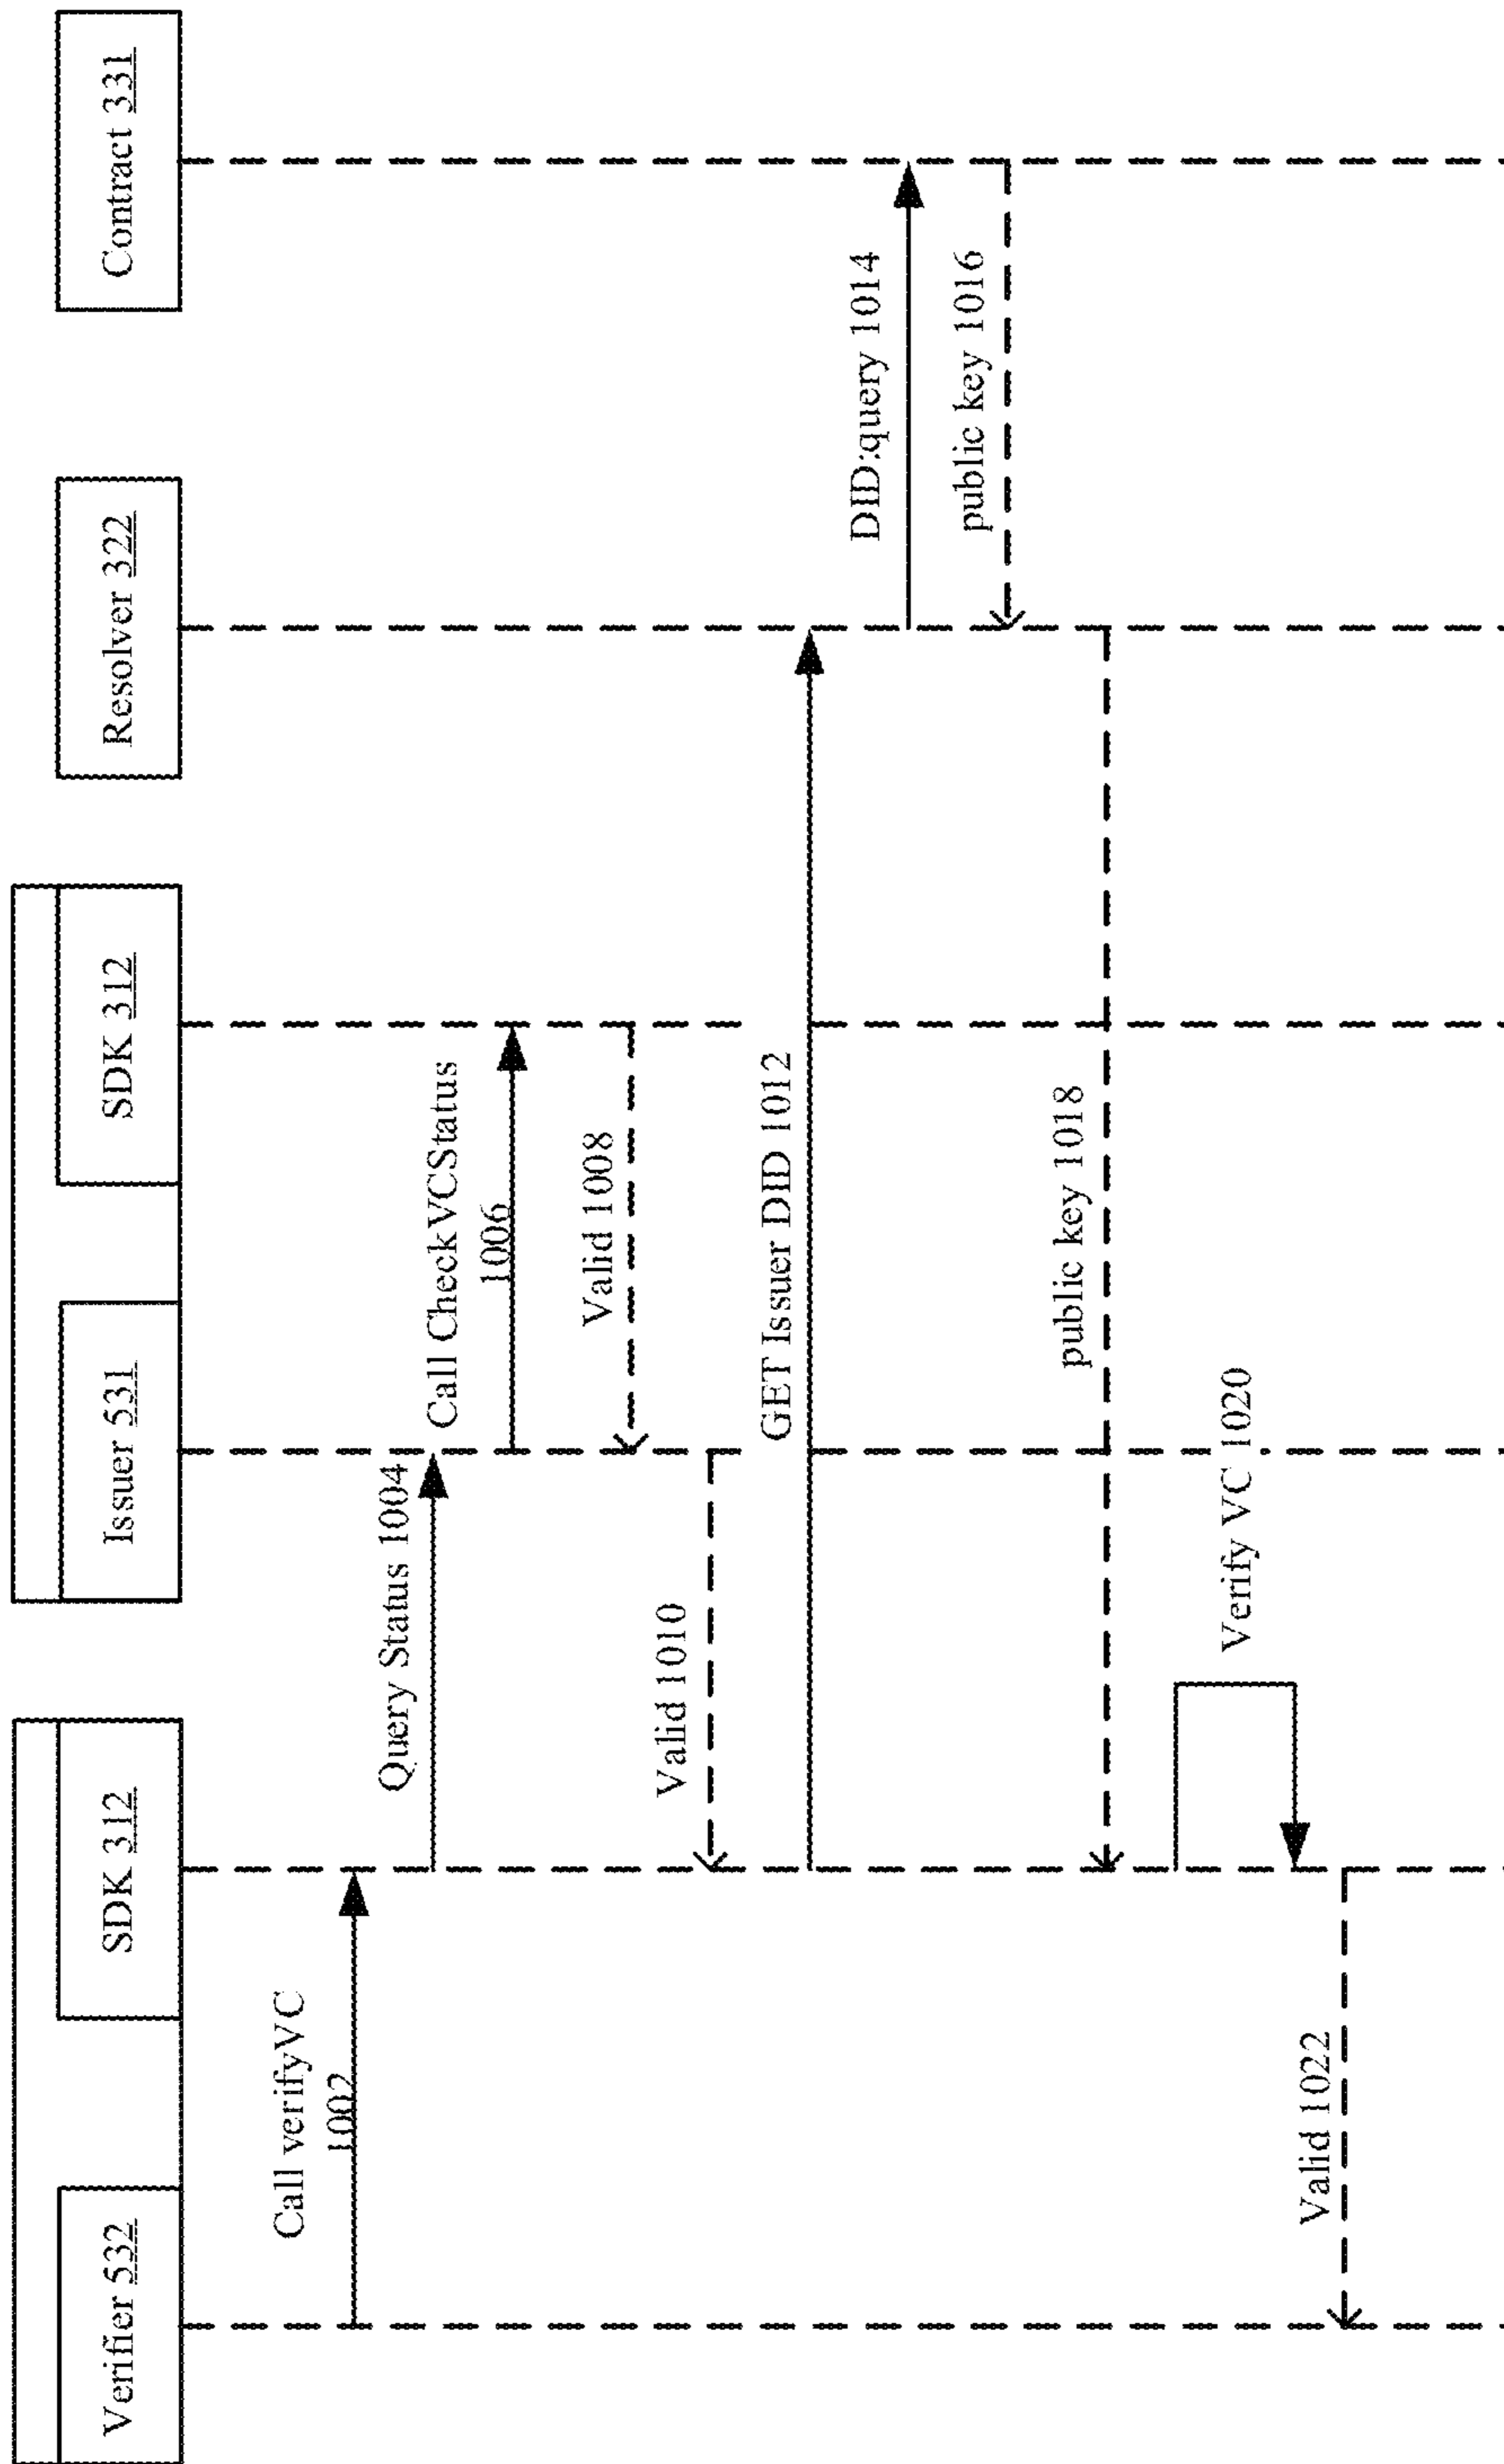 Verifier 532
SDK 312
Issuer 531
SDK 312
Resolver 322
Contract 331
Call verifyVC
1002
Query Status 1004
Call CheckVCStatus
1006
Valid 1008
Valid 1010
GET Issuer DID 1012
DID:query 1014
public key 1016
public key 1018
Verify VC 1020
Valid 1022